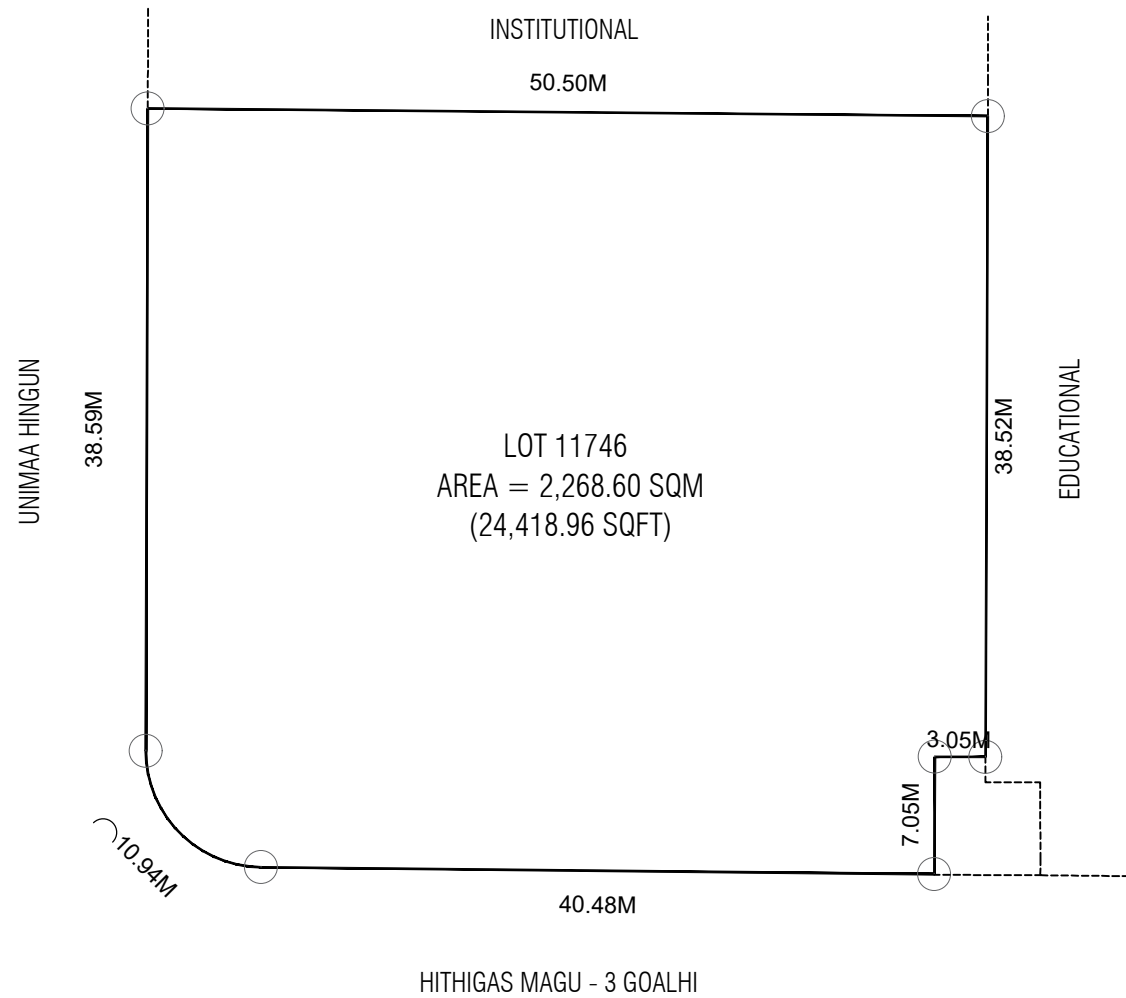 INSTITUTIONAL
50.50M
UNIMAA HINGUN
38.59M
LOT 11746
AREA = 2,268.60 SQM
(24,418.96 SQFT)
38.52M
EDUCATIONAL
3.05M
7.05M
10.94M
40.48M
HITHIGAS MAGU - 3 GOALHI